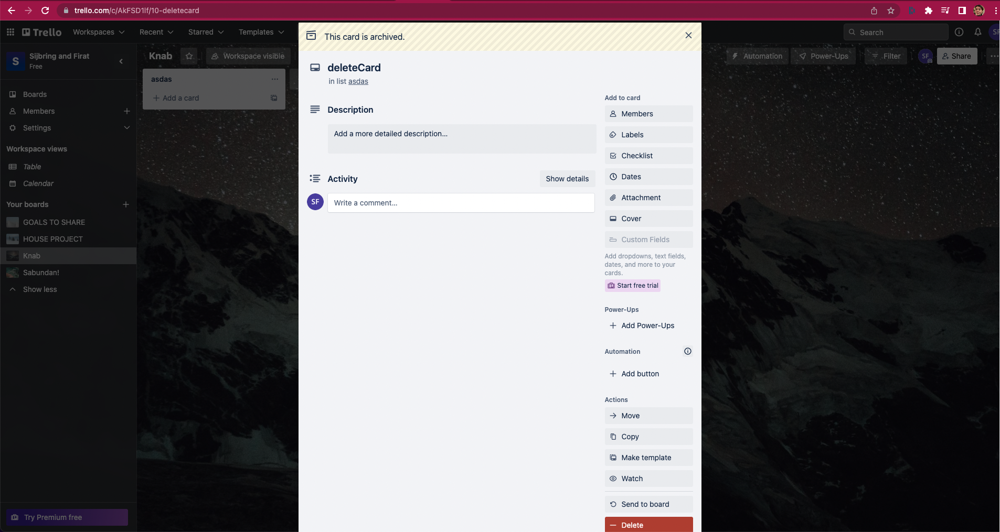 trello.com/c/AkFSD1lf/10-deletecard
Trello
Workspaces
Recent
Starred
Templates
Search
SF
S
Sijbring and Firat
Free
Knab
Workspace visible
Automation
Power-Ups
Filter
SF
Share
Boards
Members
Settings
Workspace views
Table
Calendar
Your boards
GOALS TO SHARE
HOUSE PROJECT
Knab
Sabundan!
Show less
Try Premium free
asdas
Add a card
This card is archived.
deleteCard
in list asdas
Description
Add a more detailed description...
Activity
Show details
SF
Write a comment...
Add to card
Members
Labels
Checklist
Dates
Attachment
Cover
Custom Fields
Add dropdowns, text fields,
dates, and more to your
cards.
Start free trial
Power-Ups
Add Power-Ups
Automation
Add button
Actions
Move
Copy
Make template
Watch
Send to board
Delete